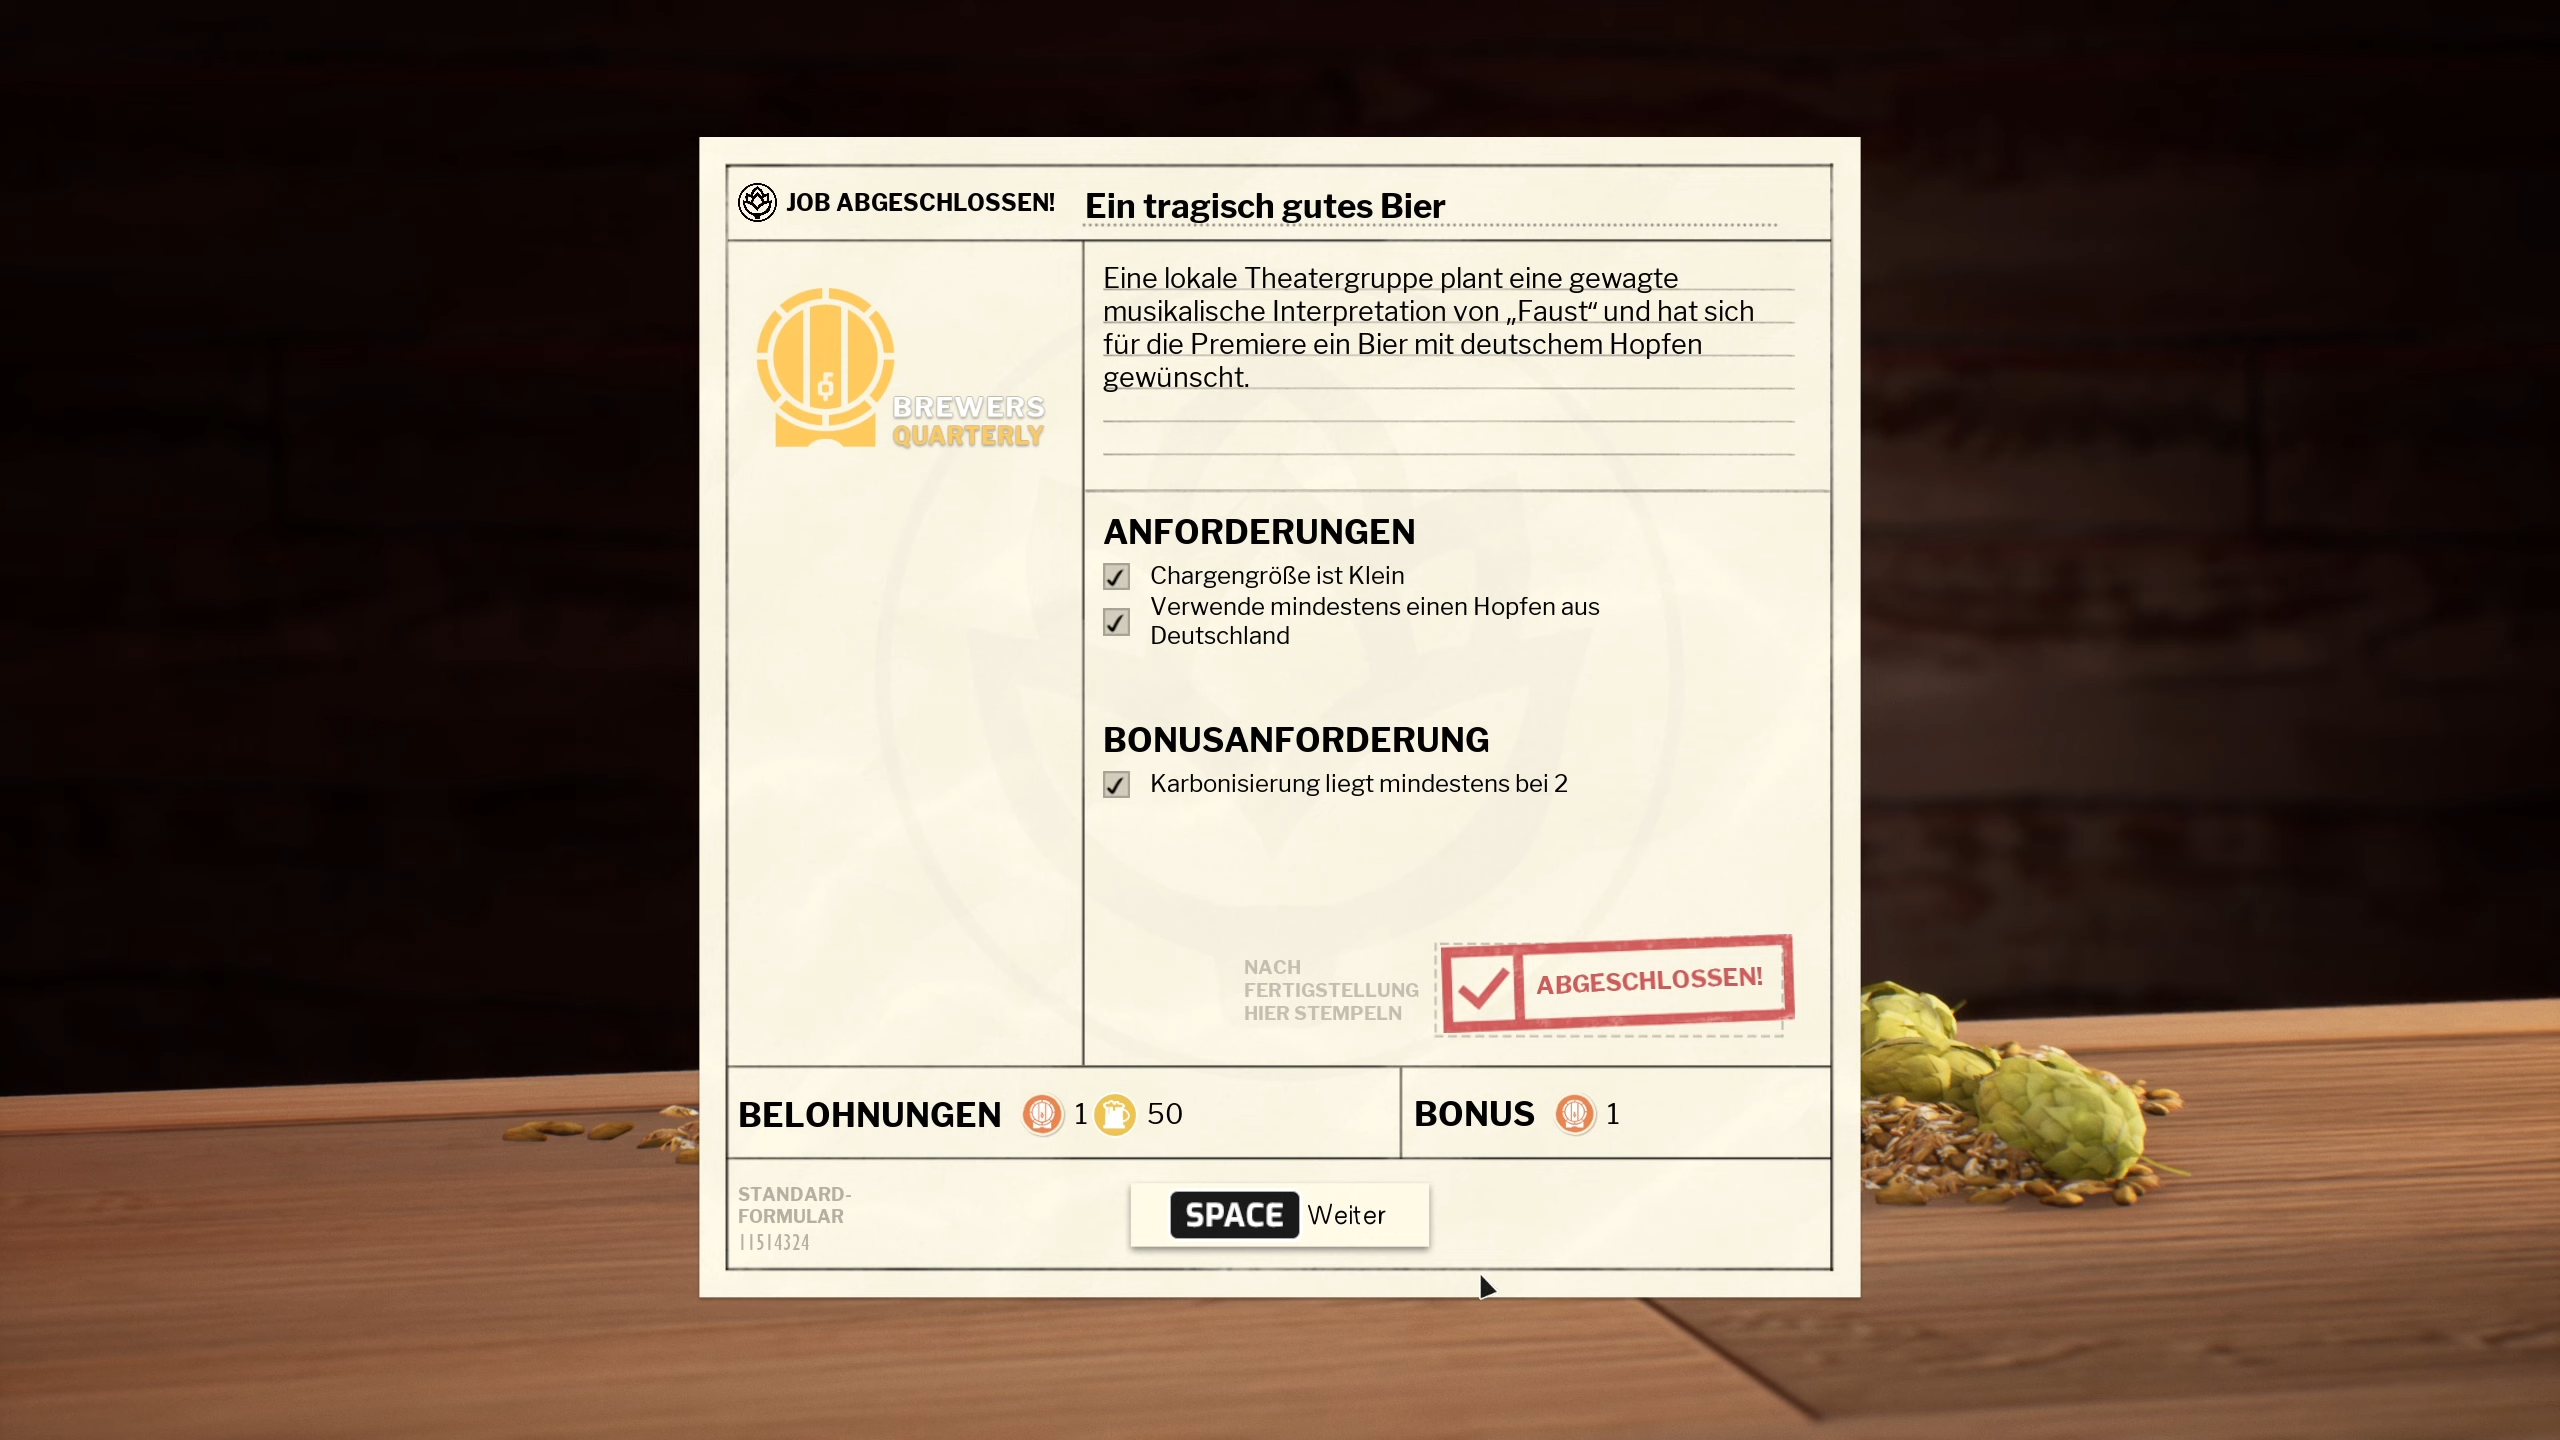 JOB ABGESCHLOSSEN!
Ein tragisch gutes Bier
BREWERS
QUARTERLY
Eine lokale Theatergruppe plant eine gewagte
musikalische Interpretation von „Faust“ und hat sich
für die Premiere ein Bier mit deutschem Hopfen
gewünscht.
ANFORDERUNGEN
Chargengröße ist Klein
Verwende mindestens einen Hopfen aus
Deutschland
BONUSANFORDERUNG
Karbonisierung liegt mindestens bei 2
NACH
FERTIGSTELLUNG
HIER STEMPELN
ABGESCHLOSSEN!
BELOHNUNGEN 1 50
BONUS 1
STANDARD-
FORMULAR
11514324
SPACE Weiter